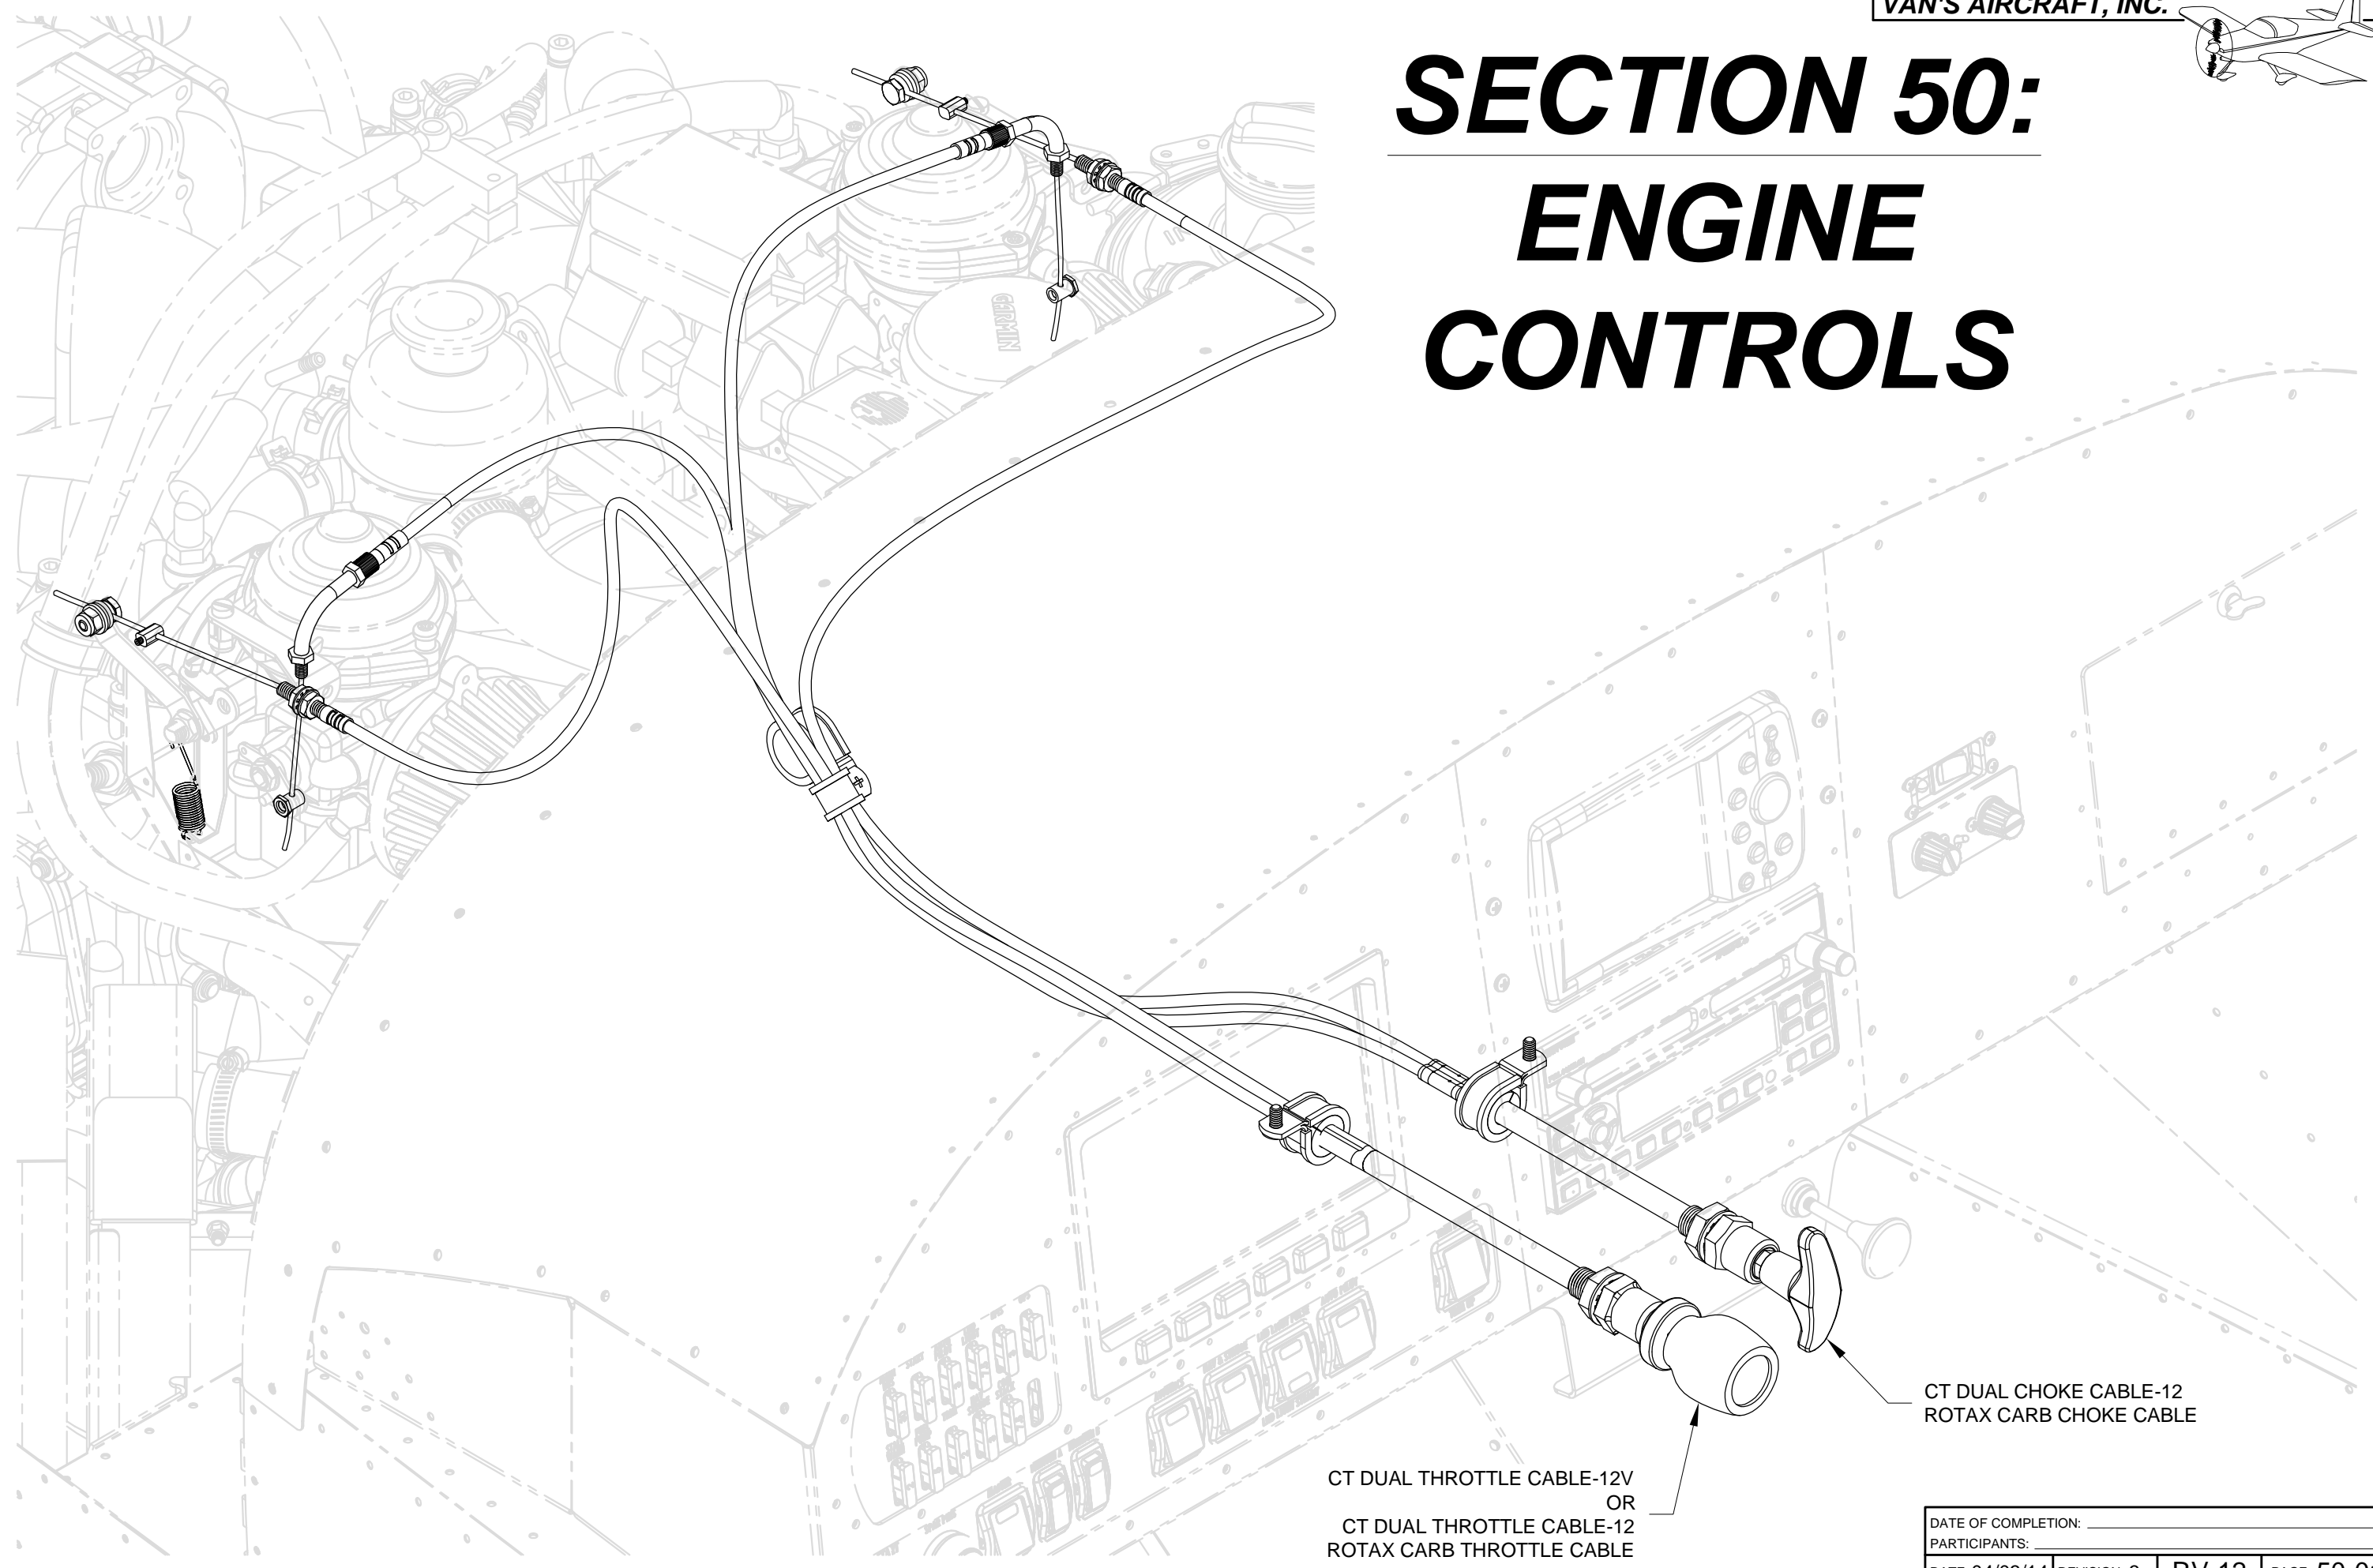 VAN'S AIRCRAFT, INC.
SECTION 50:
ENGINE
CONTROLS
GARMIN
CT DUAL CHOKE CABLE-12
ROTAX CARB CHOKE CABLE
CT DUAL THROTTLE CABLE-12V
OR
CT DUAL THROTTLE CABLE-12
ROTAX CARB THROTTLE CABLE
DATE OF COMPLETION:
PARTICIPANTS: